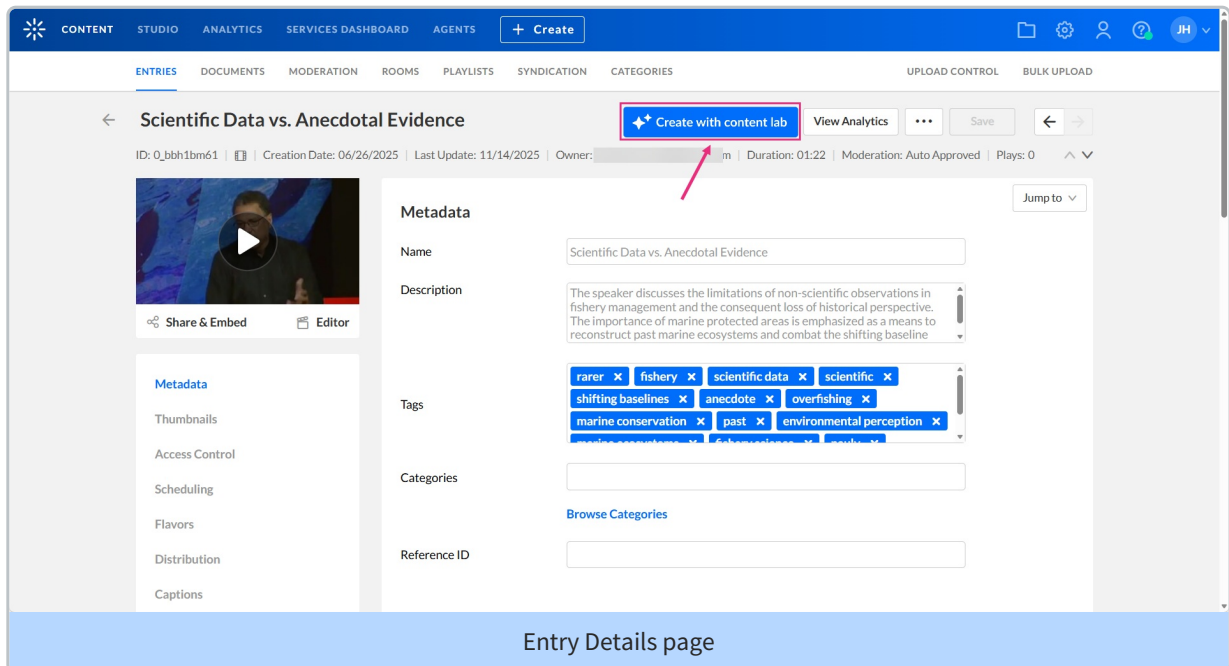 CONTENT STUDIO ANALYTICS SERVICES DASHBOARD AGENTS + Create JH
ENTRIES DOCUMENTS MODERATION ROOMS PLAYLISTS SYNDICATION CATEGORIES UPLOAD CONTROL BULK UPLOAD
Scientific Data vs. Anecdotal Evidence Create with content lab View Analytics ••• Save
ID: 0_bbh1bm61 | Creation Date: 06/26/2025 | Last Update: 11/14/2025 | Owner: m | Duration: 01:22 | Moderation: Auto Approved | Plays: 0
Jump to
Metadata
Name Scientific Data vs. Anecdotal Evidence
Description The speaker discusses the limitations of non-scientific observations in
fishery management and the consequent loss of historical perspective.
The importance of marine protected areas is emphasized as a means to
reconstruct past marine ecosystems and combat the shifting baseline
Share & Embed Editor
Tags
rarer × fishery × scientific data × scientific ×
shifting baselines × anecdote × overfishing ×
marine conservation × past × environmental perception ×
marine ecosystems × fishery science × pauly ×
Metadata
Thumbnails
Access Control
Scheduling
Flavors
Distribution
Captions
Categories
Browse Categories
Reference ID
Entry Details page